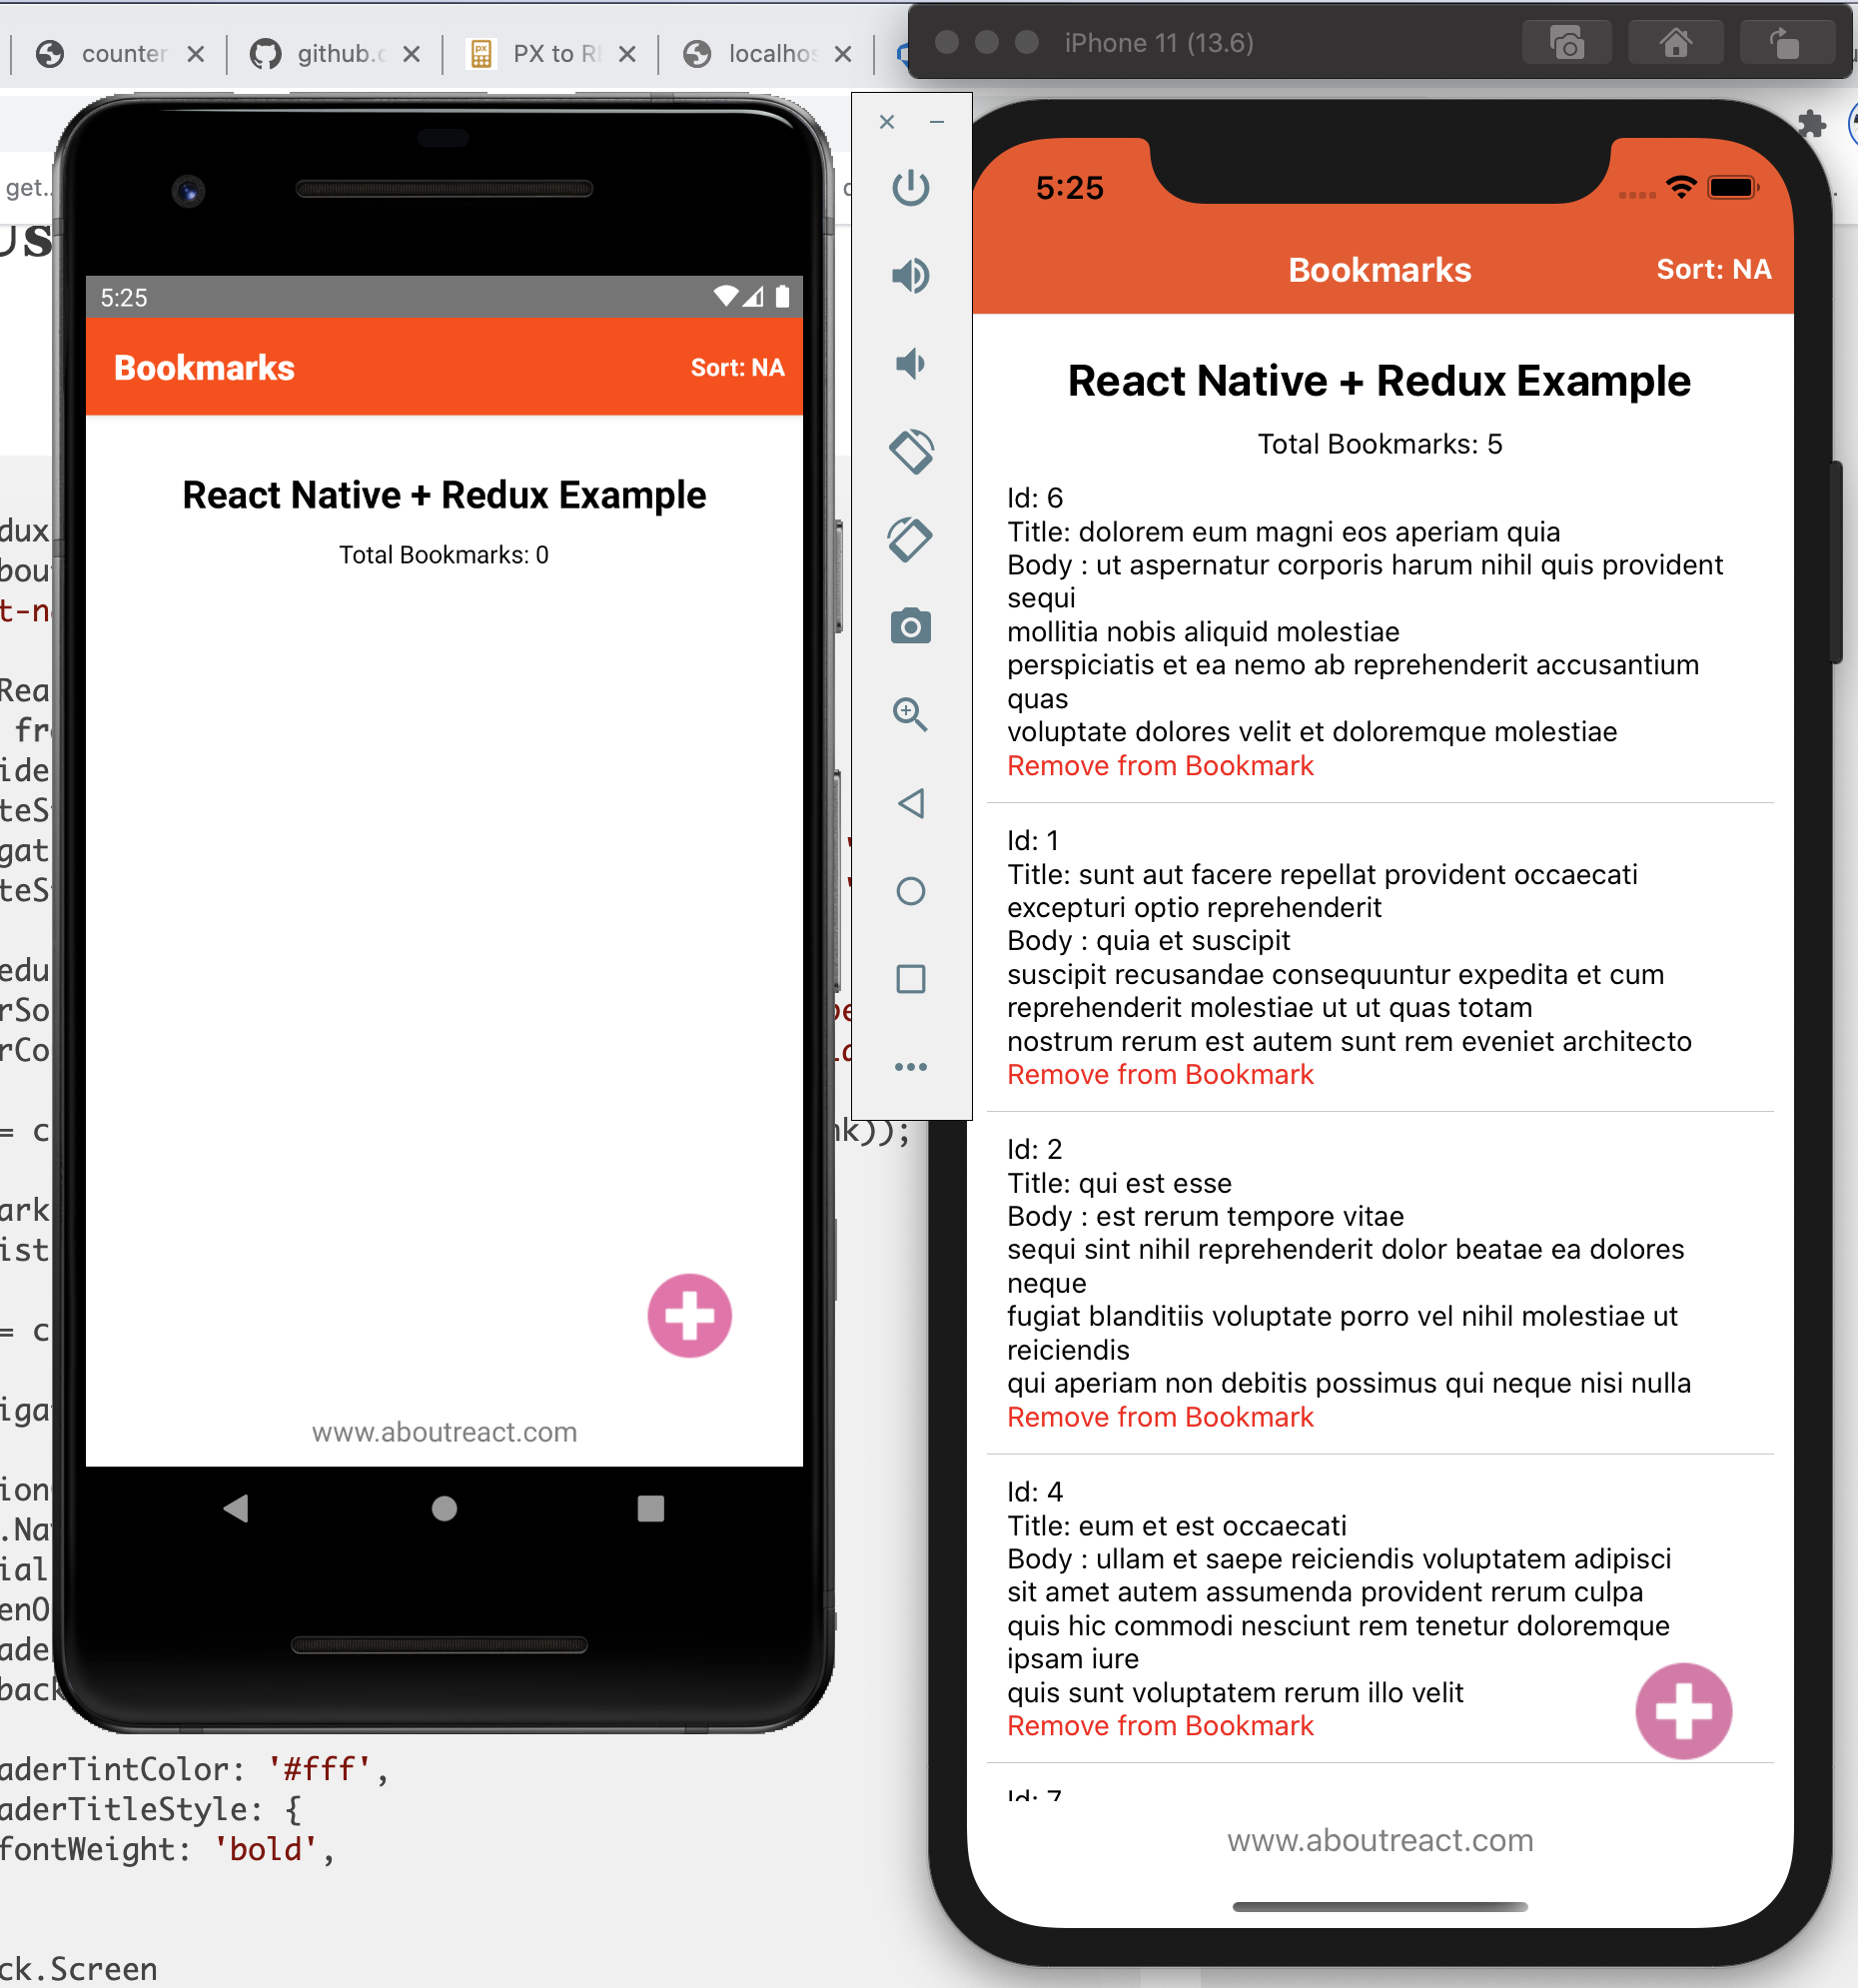 counter
github.c
PX to R
localhos
iPhone 11 (13.6)
get..
us
5:25
Bookmarks
Sort: NA
React Native + Redux Example
Total Bookmarks: 0
www.aboutreact.com
5:25
Bookmarks
Sort: NA
React Native + Redux Example
Total Bookmarks: 5
Id: 6
Title: dolorem eum magni eos aperiam quia
Body : ut aspernatur corporis harum nihil quis provident
sequi
mollitia nobis aliquid molestiae
perspiciatis et ea nemo ab reprehenderit accusantium
quas
voluptate dolores velit et doloremque molestiae
Remove from Bookmark
Id: 1
Title: sunt aut facere repellat provident occaecati
excepturi optio reprehenderit
Body : quia et suscipit
suscipit recusandae consequuntur expedita et cum
reprehenderit molestiae ut ut quas totam
nostrum rerum est autem sunt rem eveniet architecto
Remove from Bookmark
Id: 2
Title: qui est esse
Body : est rerum tempore vitae
sequi sint nihil reprehenderit dolor beatae ea dolores
neque
fugiat blanditiis voluptate porro vel nihil molestiae ut
reiciendis
qui aperiam non debitis possimus qui neque nisi nulla
Remove from Bookmark
Id: 4
Title: eum et est occaecati
Body : ullam et saepe reiciendis voluptatem adipisci
sit amet autem assumenda provident rerum culpa
quis hic commodi nesciunt rem tenetur doloremque
ipsam iure
quis sunt voluptatem rerum illo velit
Remove from Bookmark
Id: 7
www.aboutreact.com
dux
bou
t-n
Rea
fr
ide
teS
gat
teS
edu
rSo
rCo
= c
nk));
ark
ist
= c
igat
ion
.Na
ial
enO
ade
back
aderTintColor: '#fff',
aderTitleStyle: {
fontWeight: 'bold',
ck.Screen